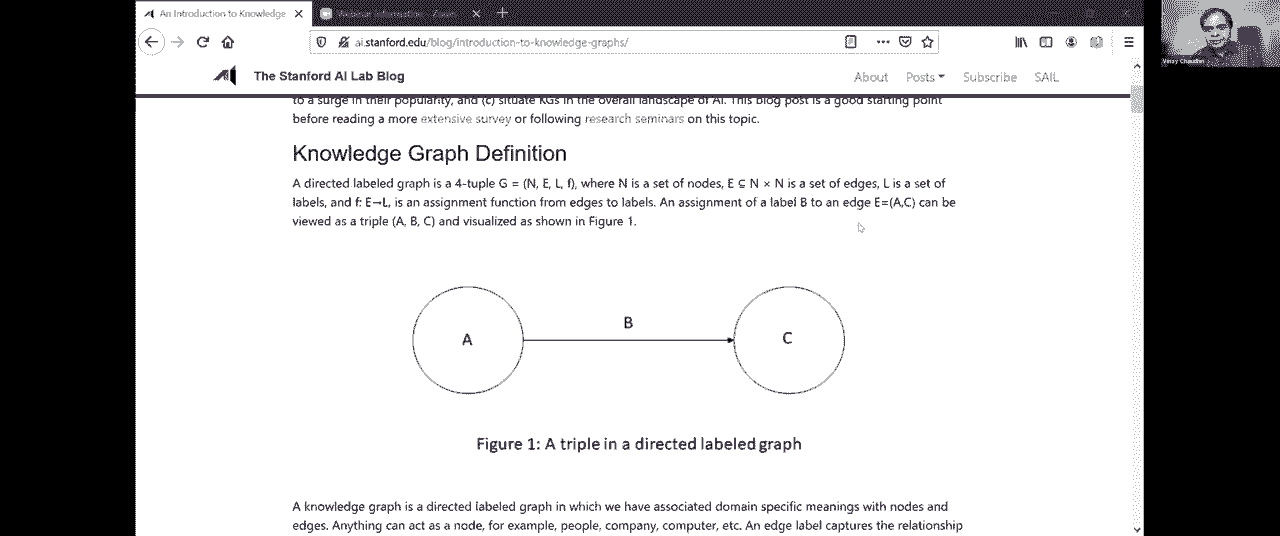 An Introduction to Knowledge
Webinar Information - Zoom
ai.stanford.edu/blog/introduction-to-knowledge-graphs/
Vinay Chaudhri
The Stanford AI Lab Blog
About Posts Subscribe SAIL
to a surge in their popularity, and (c) situate KGs in the overall landscape of AI. This blog post is a good starting point
before reading a more extensive survey or following research seminars on this topic.
Knowledge Graph Definition
A directed labeled graph is a 4-tuple G = (N, E, L, f), where N is a set of nodes, E ⊆ N × N is a set of edges, L is a set of
labels, and f: E→L, is an assignment function from edges to labels. An assignment of a label B to an edge E=(A,C) can be
viewed as a triple (A, B, C) and visualized as shown in Figure 1.
B
A
C
Figure 1: A triple in a directed labeled graph
A knowledge graph is a directed labeled graph in which we have associated domain specific meanings with nodes and
edges. Anything can act as a node, for example, people, company, computer, etc. An edge label captures the relationship